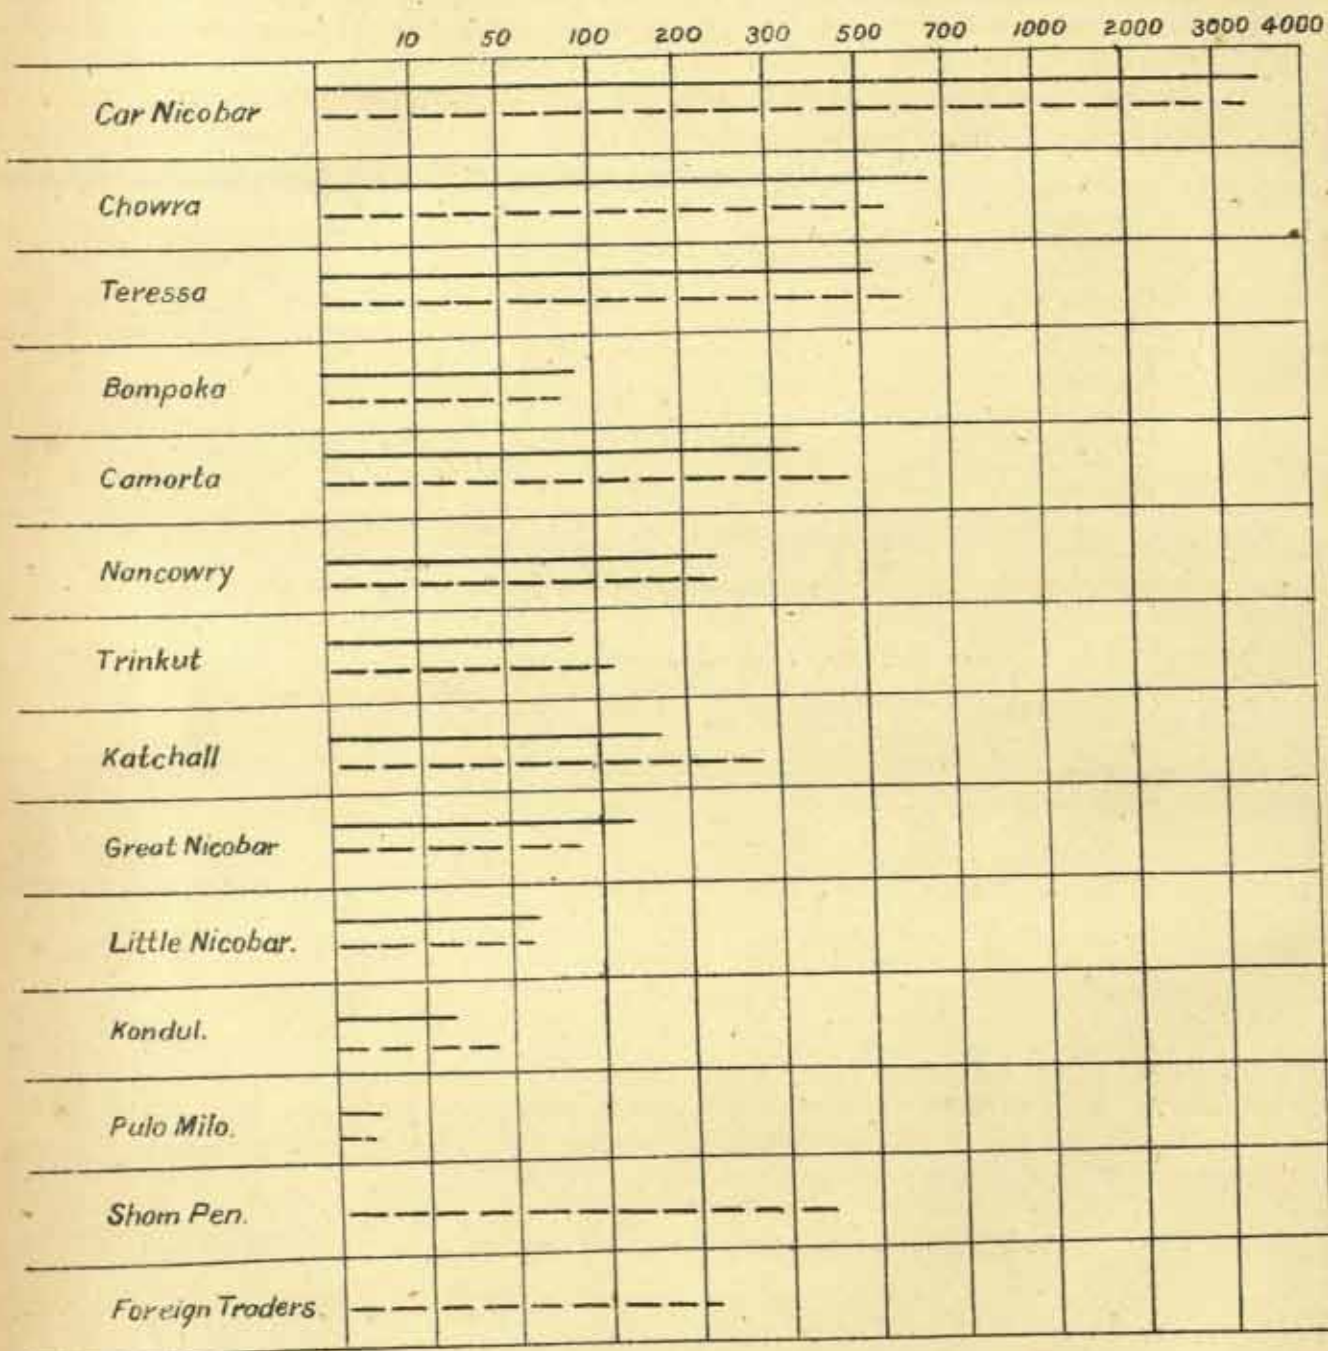 10 50 100 200 300 500 700 1000 2000 3000 4000
Car Nicobar
Chowra
Teressa
Bompoka
Camorta
Nancowry
Trinkut
Katchall
Great Nicobar
Little Nicobar.
Kondul.
Pulo Milo.
Shom Pen.
Foreign Traders.